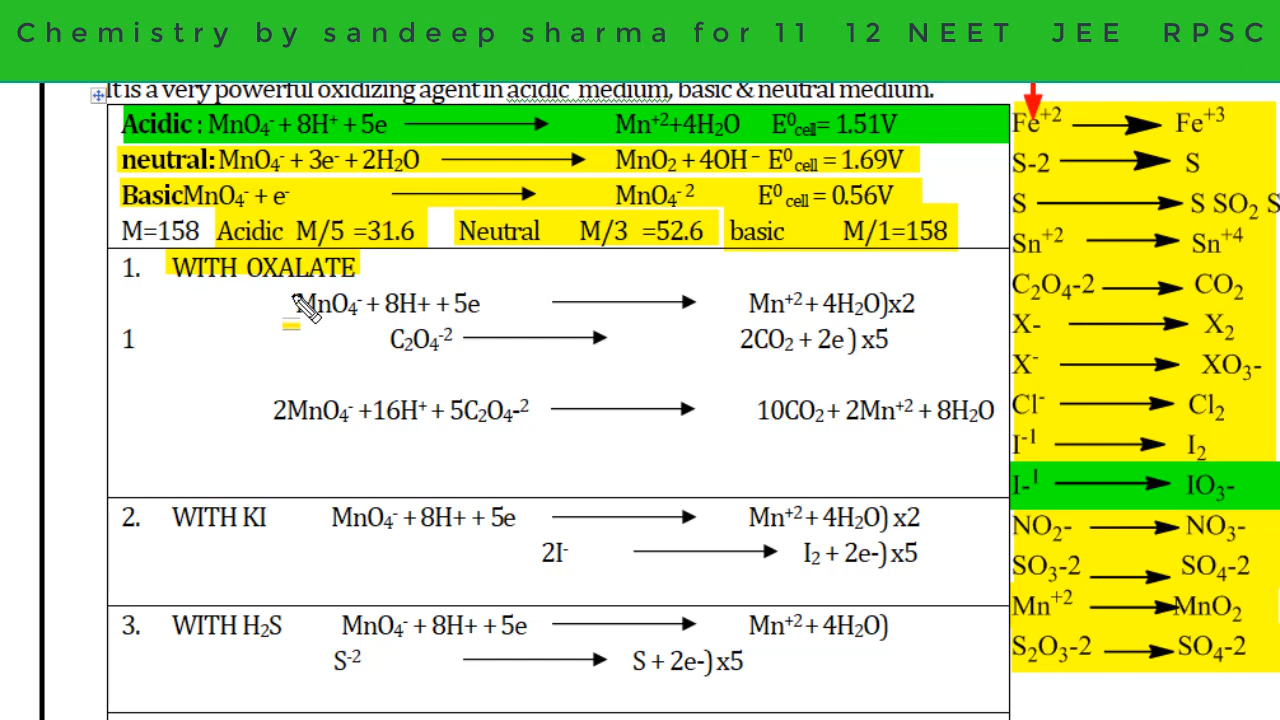 Chemistry by sandeep sharma for 11 12 NEET JEE RPSC
It is a very powerful oxidizing agent in acidic medium, basic & neutral medium.
Acidic : MnO₄⁻ + 8H⁺ + 5e Mn⁺²+4H₂O E⁰cell= 1.51V
neutral: MnO₄⁻ + 3e⁻ + 2H₂O MnO₂ + 4OH⁻ E⁰cell = 1.69V
BasicMnO₄⁻ + e⁻ MnO₄⁻² E⁰cell = 0.56V
M=158 Acidic M/5 =31.6 Neutral M/3 =52.6 basic M/1=158
1. WITH OXALATE
MnO₄⁻ + 8H+ + 5e Mn⁺² + 4H₂O)x2
1 C₂O₄⁻² 2CO₂ + 2e ) x5
2MnO₄⁻ +16H⁺ + 5C₂O₄-² 10CO₂ + 2Mn⁺² + 8H₂O
2. WITH KI MnO₄⁻ + 8H+ + 5e Mn⁺² + 4H₂O) x2
2I⁻ I₂ + 2e-) x5
3. WITH H₂S MnO₄⁻ + 8H+ + 5e Mn⁺² + 4H₂O)
S⁻² S + 2e-)x5
Fe⁺² Fe⁺³
S-2 S
S S SO₂ S
Sn⁺² Sn⁺⁴
C₂O₄-2 CO₂
X- X₂
X⁻ XO₃-
Cl⁻ Cl₂
I⁻¹ I₂
I-¹ IO₃-
NO₂- NO₃-
SO₃-2 SO₄-2
Mn⁺² MnO₂
S₂O₃-2 SO₄-2